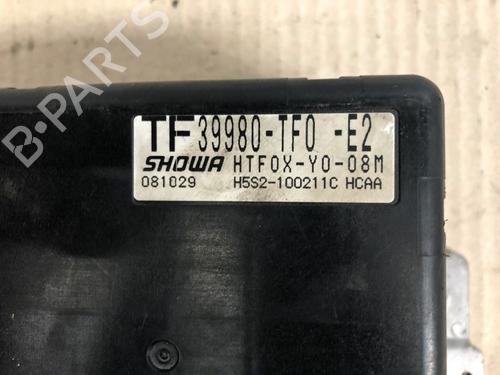 B-PARTS
TF 39980-TF0 -E2
SHOWA HTF0X-Y0-08M
081029 H5S2-100211C HCAA